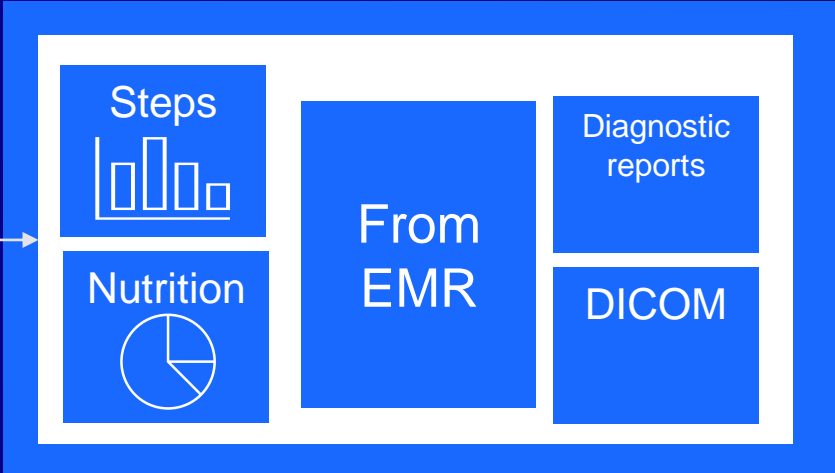 Steps
Nutrition
From
EMR
Diagnostic
reports
DICOM